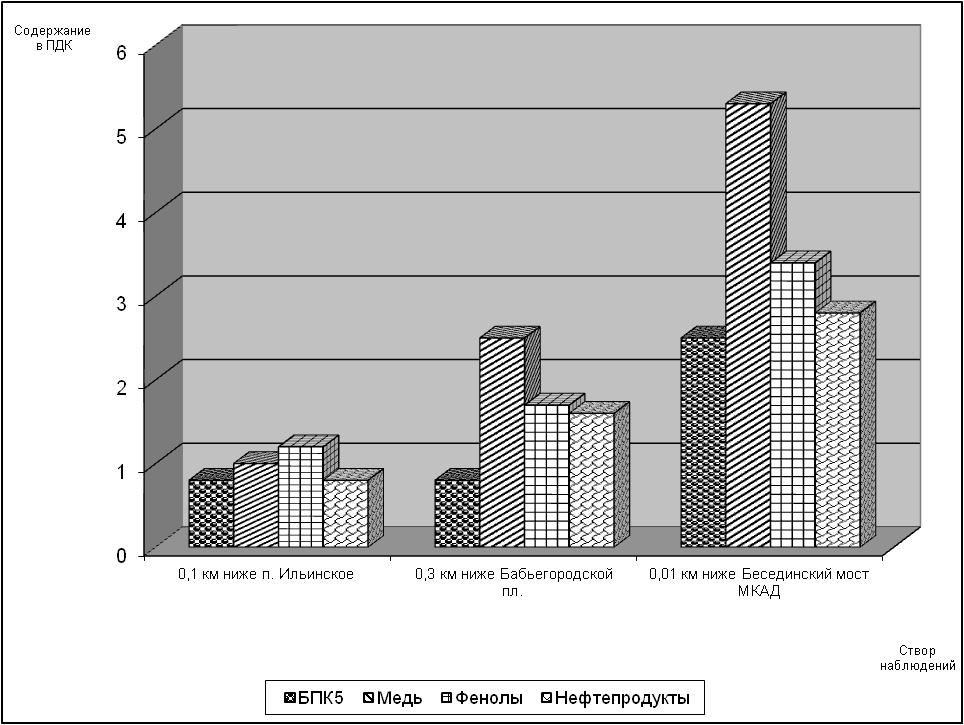 Содержание
в ПДК
6
5
4
3
2
1
0
0,1 км ниже п. Ильинское
0,3 км ниже Бабьегородской
пл.
0,01 км ниже Бесединский мост
МКАД
Створ
наблюдений
БПК5 Медь Фенолы Нефтепродукты